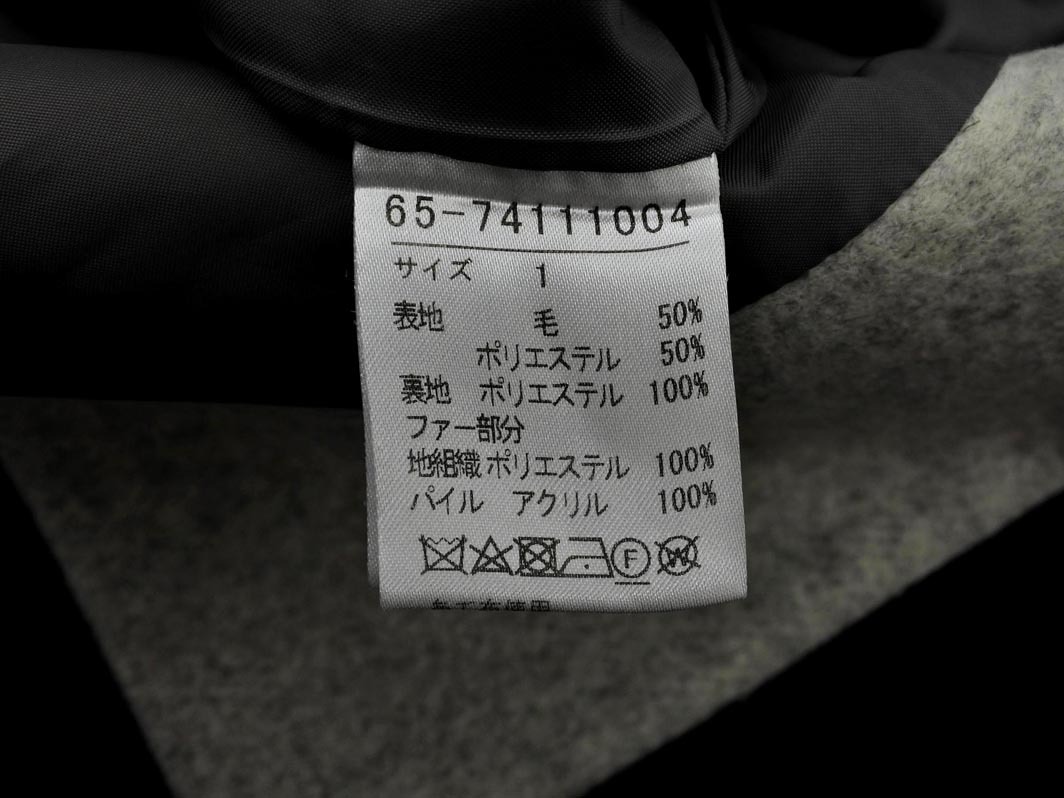 65-74111004
サイズ 1
表地 毛 50%
ポリエステル 50%
裏地 ポリエステル 100%
ファー部分
地組織 ポリエステル 100%
パイル アクリル 100%
F W